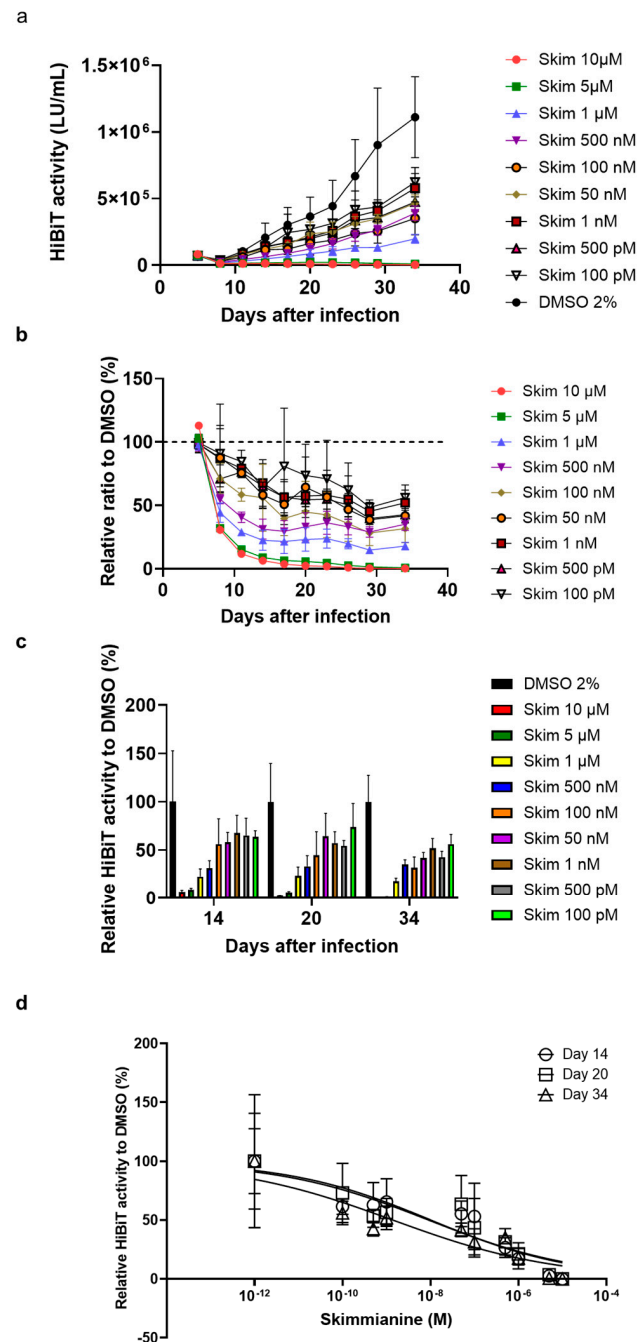 a
HiBiT activity (LU/mL)
1.5×10⁶
1×10⁶
5×10⁵
0
0 10 20 30 40
Days after infection
Skim 10µM
Skim 5µM
Skim 1 µM
Skim 500 nM
Skim 100 nM
Skim 50 nM
Skim 1 nM
Skim 500 pM
Skim 100 pM
DMSO 2%
b
Relative ratio to DMSO (%)
150
100
50
0
0 10 20 30 40
Days after infection
Skim 10 µM
Skim 5 µM
Skim 1 µM
Skim 500 nM
Skim 100 nM
Skim 50 nM
Skim 1 nM
Skim 500 pM
Skim 100 pM
c
Relative HiBiT activity to DMSO (%)
200
150
100
50
0
14 20 34
Days after infection
DMSO 2%
Skim 10 µM
Skim 5 µM
Skim 1 µM
Skim 500 nM
Skim 100 nM
Skim 50 nM
Skim 1 nM
Skim 500 pM
Skim 100 pM
d
Relative HiBiT activity to DMSO (%)
200
150
100
50
0
-50
10⁻¹² 10⁻¹⁰ 10⁻⁸ 10⁻⁶ 10⁻⁴
Skimmianine (M)
Day 14
Day 20
Day 34